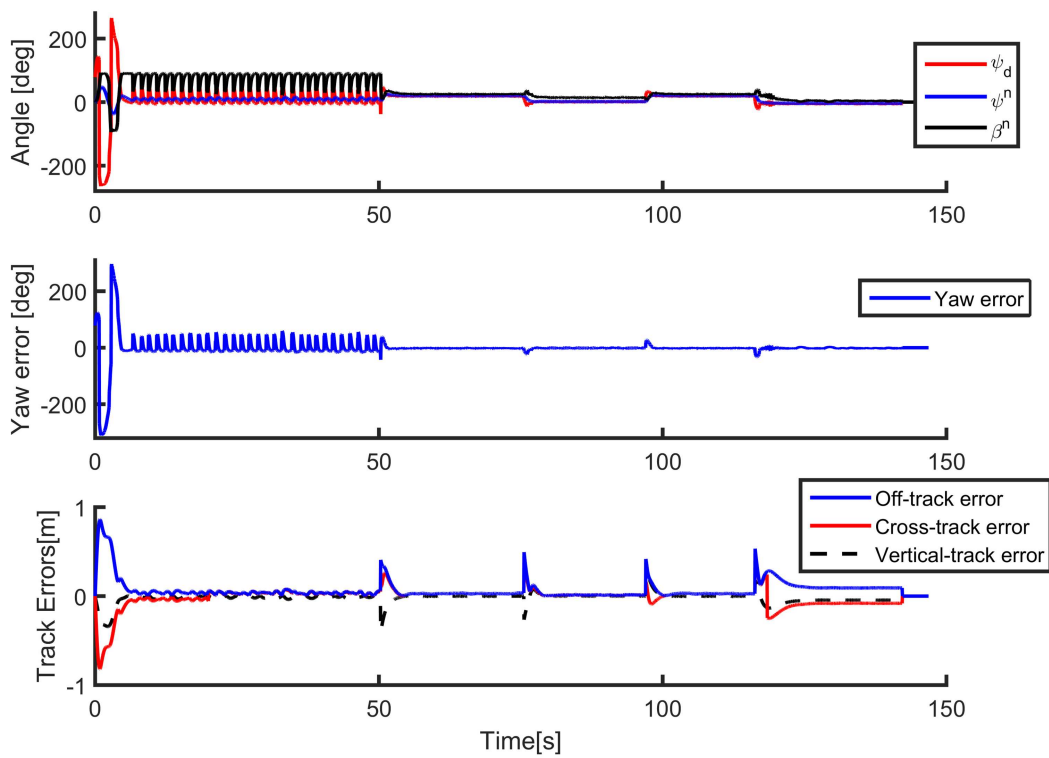 Angle [deg]
200
0
-200
ψd
ψn
βn
0
50
100
150
Yaw error [deg]
200
0
-200
Yaw error
0
50
100
150
Track Errors[m]
1
0
-1
Off-track error
Cross-track error
Vertical-track error
0
50
100
150
Time[s]